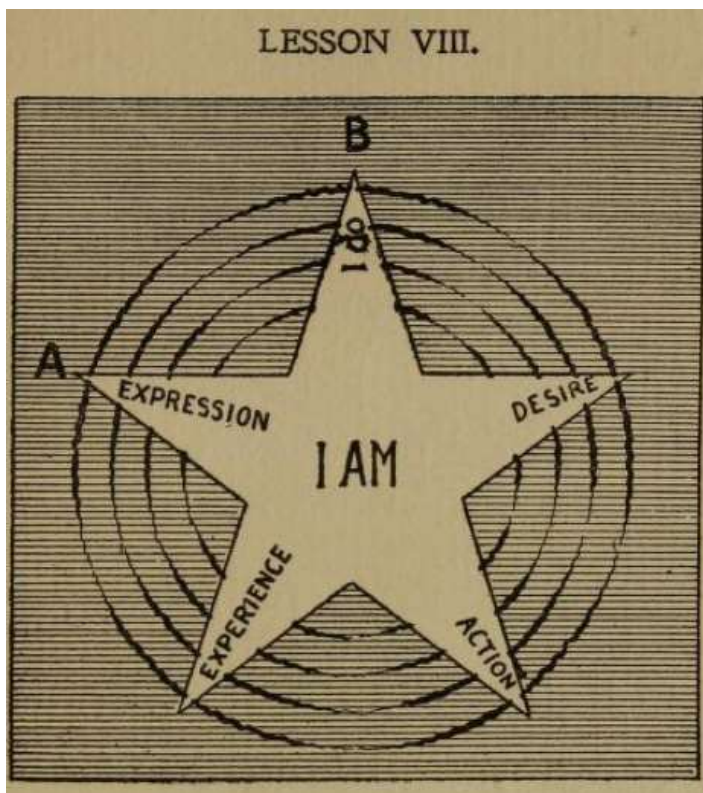 LESSON VIII.
B
A
EXPRESSION
DESIRE
I AM
EXPERIENCE
ACTION